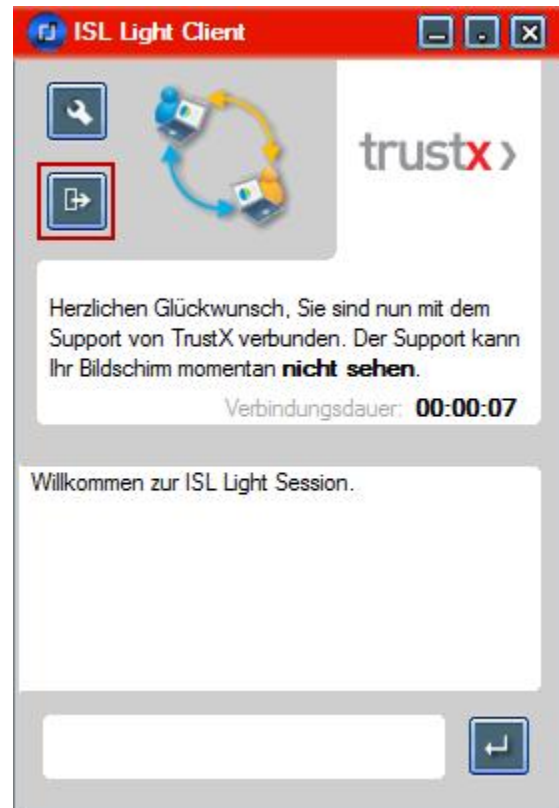 ISL Light Client
trustx
Herzlichen Glückwunsch, Sie sind nun mit dem
Support von TrustX verbunden. Der Support kann
Ihr Bildschirm momentan nicht sehen.
Verbindungsdauer: 00:00:07
Willkommen zur ISL Light Session.